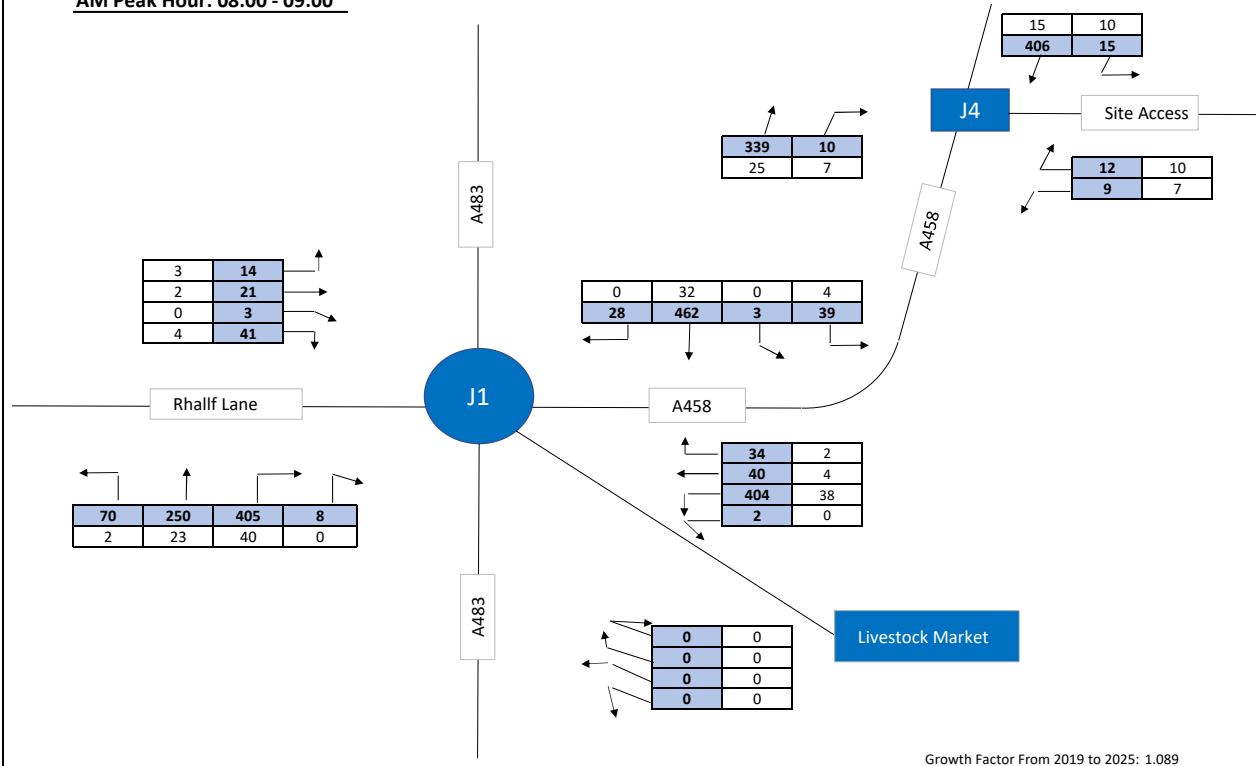 AM Peak Hour: 08:00 - 09:00
15 10
406 15
J4
Site Access
339 10
25 7
12 10
9 7
A483
A458
3 14
2 21
0 3
4 41
0 32 0 4
28 462 3 39
J1
Rhallf Lane
A458
34 2
40 4
404 38
2 0
70 250 405 8
2 23 40 0
A483
Livestock Market
0 0
0 0
0 0
0 0
Growth Factor From 2019 to 2025: 1.089